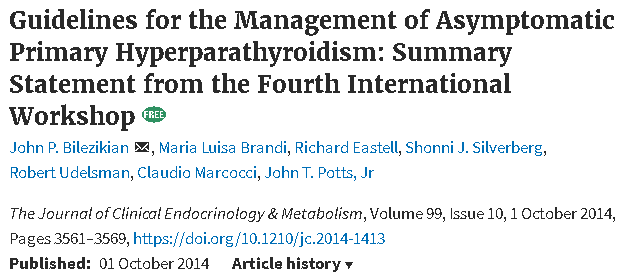 Guidelines for the Management of Asymptomatic
Primary Hyperparathyroidism: Summary
Statement from the Fourth International
Workshop FREE
John P. Bilezikian , Maria Luisa Brandi, Richard Eastell, Shonni J. Silverberg,
Robert Udelsman, Claudio Marcocci, John T. Potts, Jr
The Journal of Clinical Endocrinology & Metabolism, Volume 99, Issue 10, 1 October 2014,
Pages 3561–3569, https://doi.org/10.1210/jc.2014-1413
Published: 01 October 2014 Article history ▾